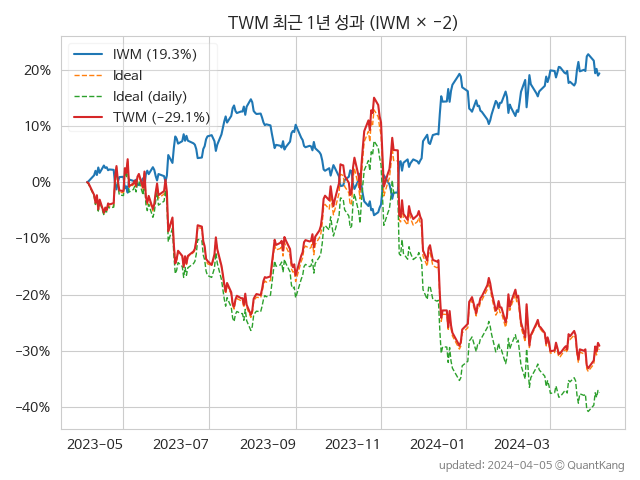 TWM 최근 1년 성과 (IWM × −2)
IWM (19.3%)
Ideal
Ideal (daily)
TWM (−29.1%)
20%
10%
0%
−10%
−20%
−30%
−40%
2023-05 2023-07 2023-09 2023-11 2024-01 2024-03
updated: 2024-04-05 © QuantKang